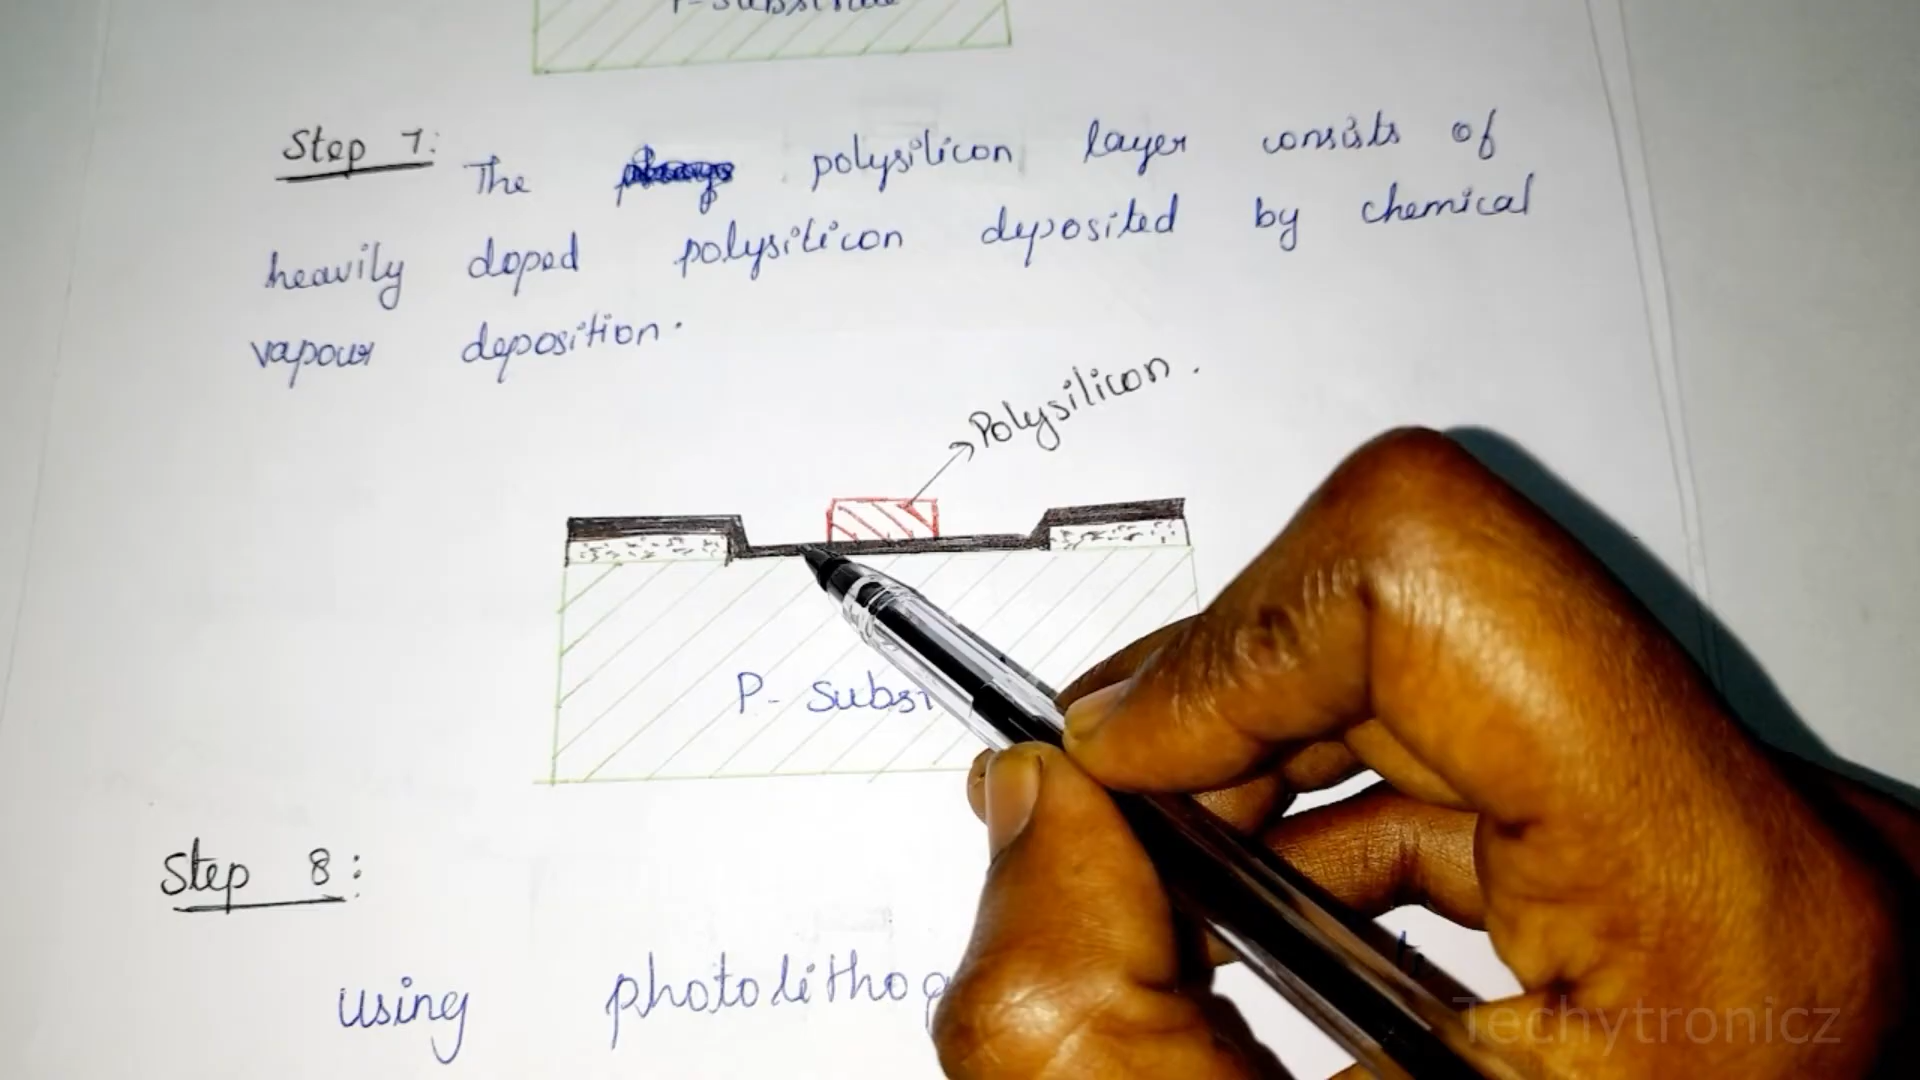 P-substrate
Step 7:
The polysilicon layer consists of
heavily doped polysilicon deposited by chemical
vapour deposition.
Polysilicon.
P- Subst
Step 8:
using photolithog
Techytronicz